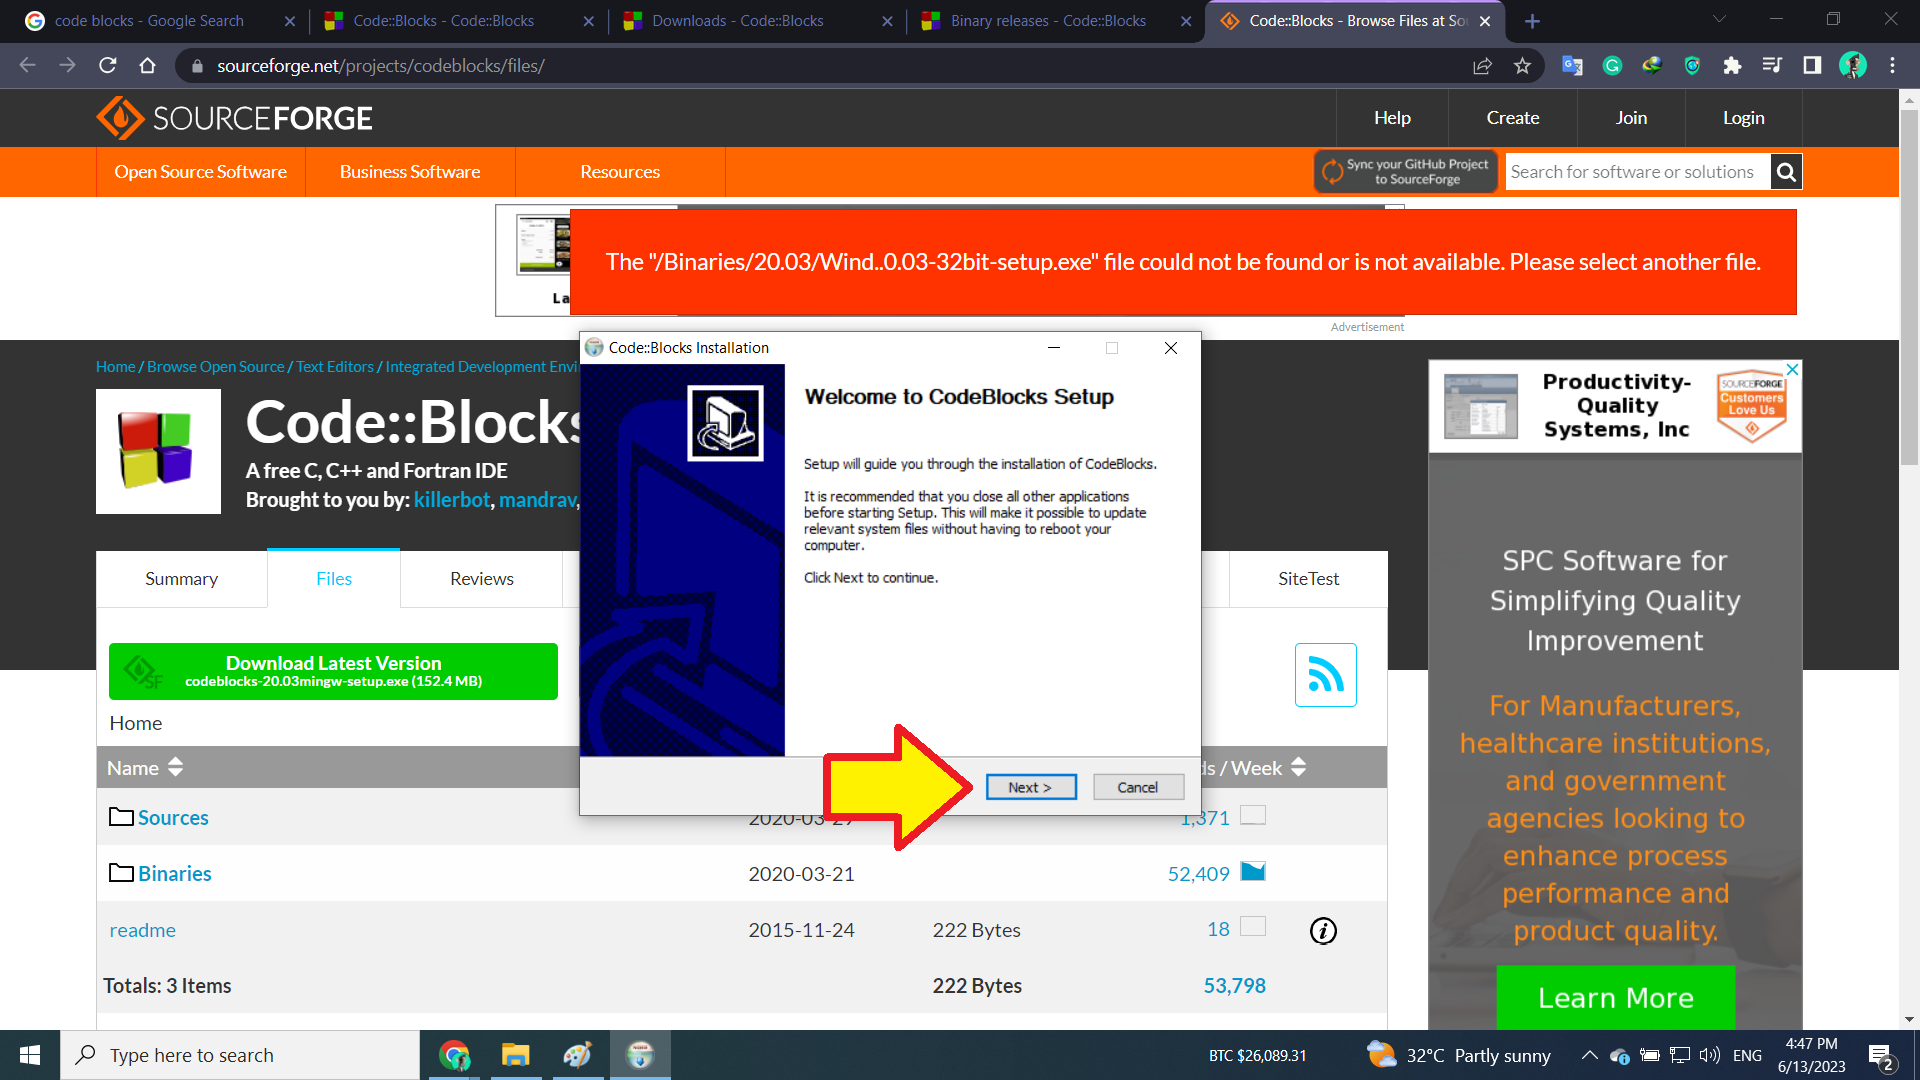 code blocks - Google Search
Code::Blocks - Code::Blocks
Downloads - Code::Blocks
Binary releases - Code::Blocks
Code::Blocks - Browse Files at So
sourceforge.net/projects/codeblocks/files/
SOURCEFORGE
Help
Create
Join
Login
Open Source Software
Business Software
Resources
Sync your GitHub Project
to SourceForge
Search for software or solutions
The "/Binaries/20.03/Wind..0.03-32bit-setup.exe" file could not be found or is not available. Please select another file.
La
Advertisement
Home / Browse Open Source / Text Editors / Integrated Development Envi
Code::Blocks
A free C, C++ and Fortran IDE
Brought to you by: killerbot, mandrav,
Code::Blocks Installation
Welcome to CodeBlocks Setup
Setup will guide you through the installation of CodeBlocks.
It is recommended that you close all other applications
before starting Setup. This will make it possible to update
relevant system files without having to reboot your
computer.
Click Next to continue.
Next >
Cancel
Summary
Files
Reviews
SiteTest
Download Latest Version
codeblocks-20.03mingw-setup.exe (152.4 MB)
SF
Home
Name
ds / Week
Sources
2020-03-29
1,371
Binaries
2020-03-21
52,409
readme
2015-11-24
222 Bytes
18
Totals: 3 Items
222 Bytes
53,798
Productivity-
Quality
Systems, Inc
SOURCEFORGE
Customers
Love Us
SPC Software for
Simplifying Quality
Improvement
For Manufacturers,
healthcare institutions,
and government
agencies looking to
enhance process
performance and
product quality.
Learn More
Type here to search
BTC $26,089.31
32°C Partly sunny
ENG
4:47 PM
6/13/2023
2